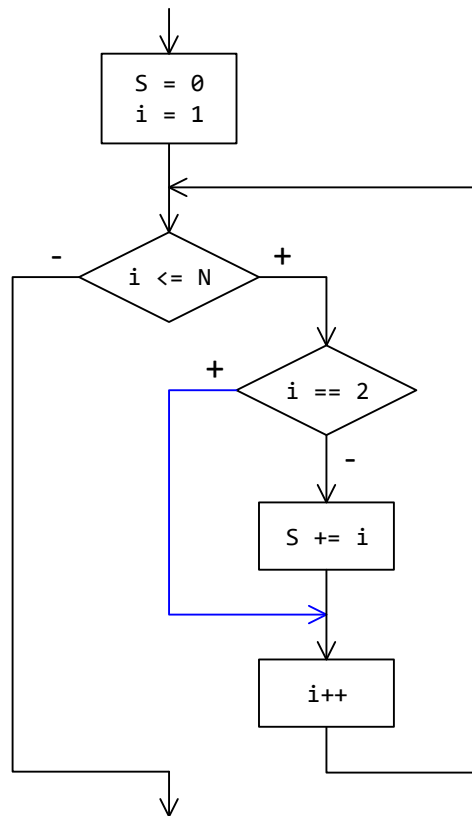 S = 0
i = 1
-
i <= N
+
+
i == 2
-
S += i
i++